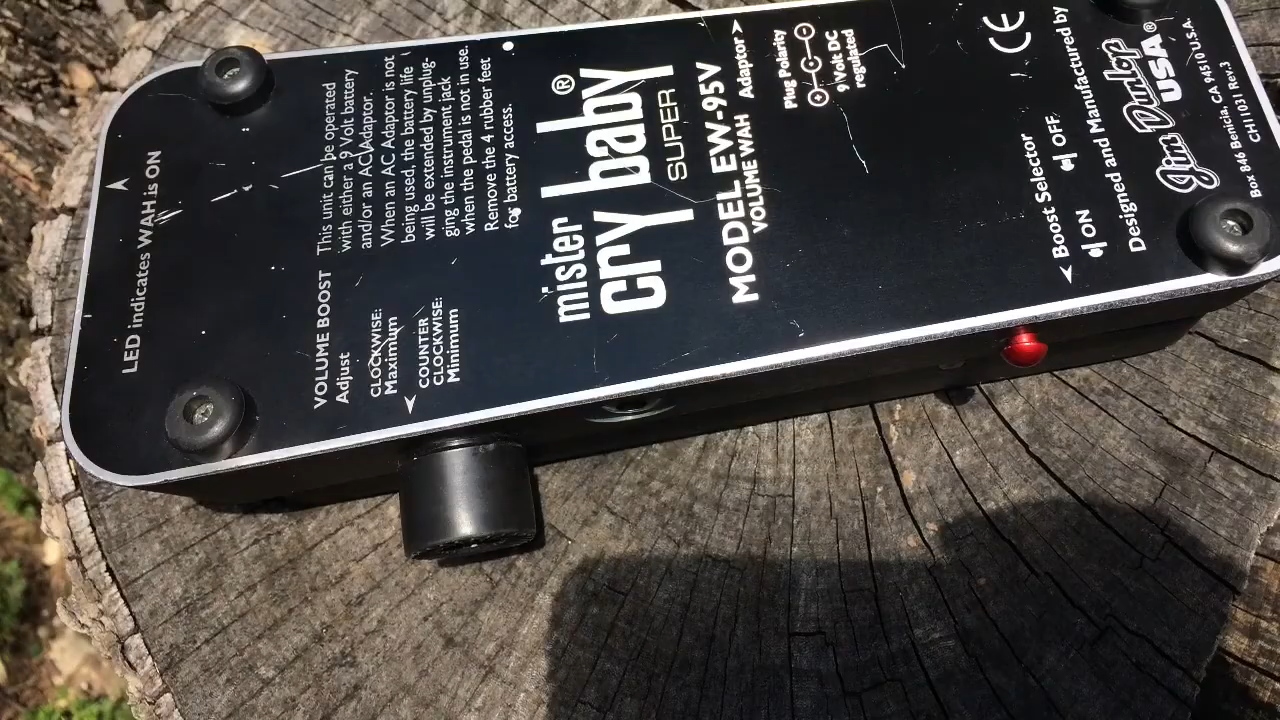 LED indicates WAH is ON
VOLUME BOOST
Adjust
CLOCKWISE:
Maximum
COUNTER
CLOCKWISE:
Minimum
This unit can be operated
with either a 9 Volt battery
and/or an AC Adaptor.
When an AC Adaptor is not
being used, the battery life
will be extended by unplug-
ging the instrument jack
when the pedal is not in use.
Remove the 4 rubber feet
for battery access.
mister
cry baby®
SUPER
MODEL EW-95V
VOLUME WAH
Adaptor
Plug Polarity
9 Volt DC
regulated
CE
Boost Selector
ON
OFF
Designed and Manufactured by
Jim Dunlop
USA®
Box 846 Benicia, CA 94510 U.S.A.
CH111031 Rev.3